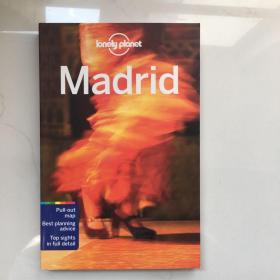 lonely planet
Madrid
Pull-out
map
Best planning
advice
Top sights
in full detail